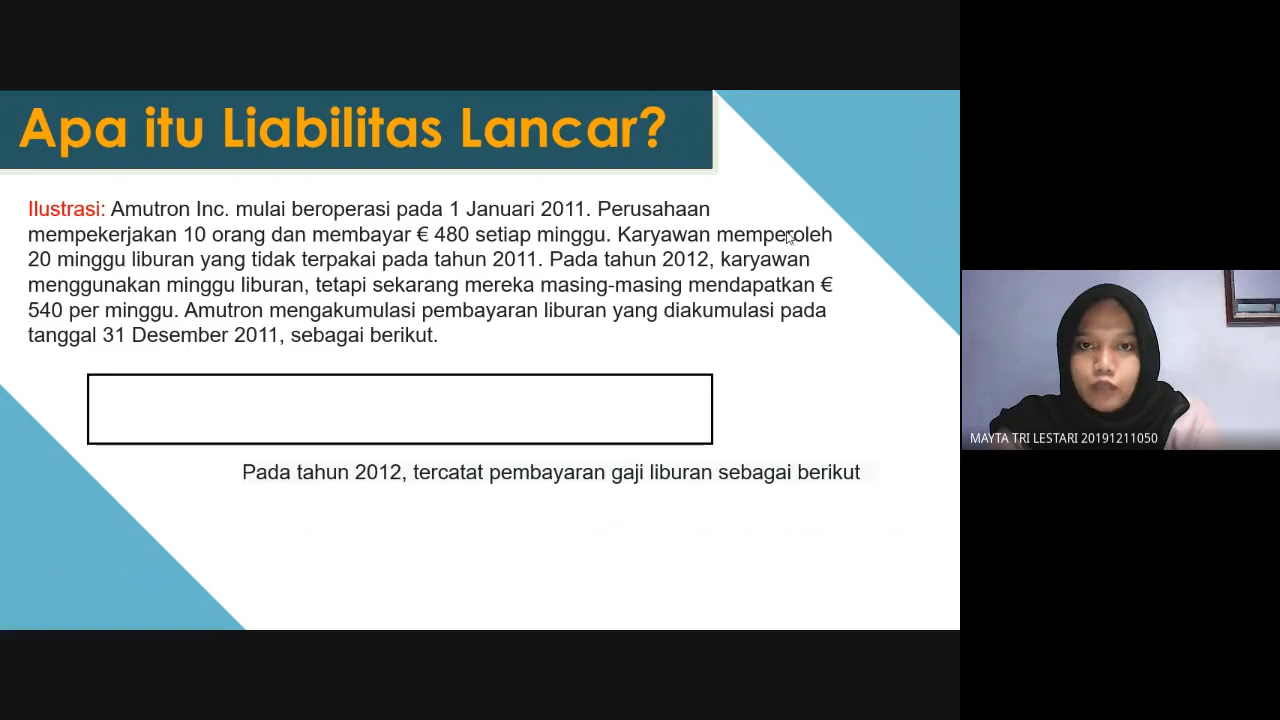 Apa itu Liabilitas Lancar?
Ilustrasi: Amutron Inc. mulai beroperasi pada 1 Januari 2011. Perusahaan
mempekerjakan 10 orang dan membayar € 480 setiap minggu. Karyawan memperoleh
20 minggu liburan yang tidak terpakai pada tahun 2011. Pada tahun 2012, karyawan
menggunakan minggu liburan, tetapi sekarang mereka masing-masing mendapatkan €
540 per minggu. Amutron mengakumulasi pembayaran liburan yang diakumulasi pada
tanggal 31 Desember 2011, sebagai berikut.
Pada tahun 2012, tercatat pembayaran gaji liburan sebagai berikut
MAYTA TRI LESTARI 20191211050